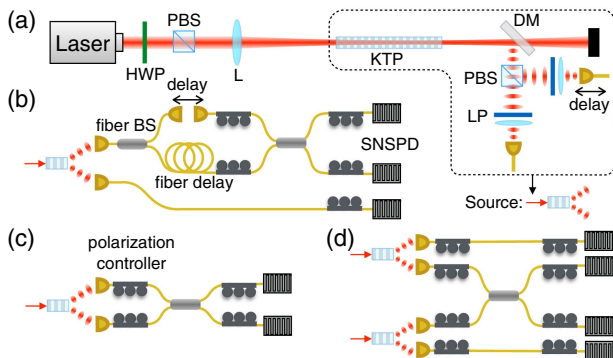 (a)
Laser
HWP
PBS
L
KTP
DM
PBS
LP
delay
Source:
(b)
delay
fiber BS
fiber delay
SNSPD
(c)
polarization
controller
(d)